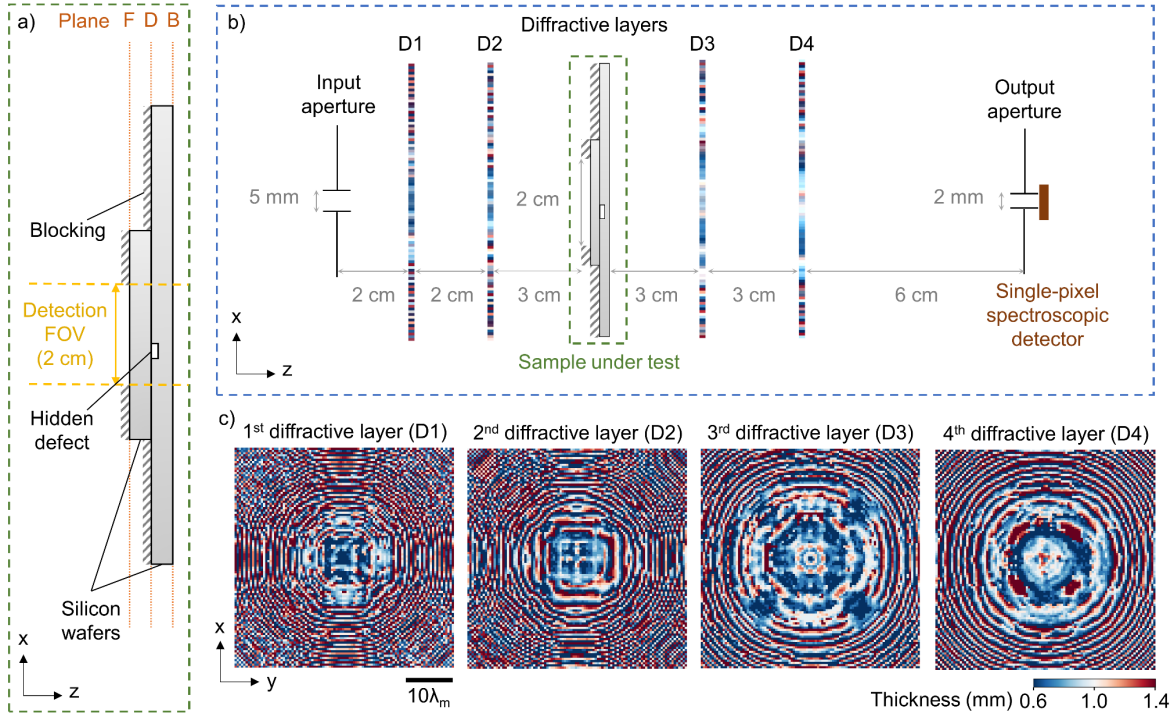 a)
Plane F D B
Blocking
Detection
FOV
(2 cm)
Hidden
defect
Silicon
wafers
x
z
b)
Diffractive layers
D1
D2
D3
D4
Input
aperture
Output
aperture
5 mm
2 cm
2 mm
2 cm
2 cm
3 cm
3 cm
3 cm
6 cm
Single-pixel
spectroscopic
detector
Sample under test
x
z
c)
1st diffractive layer (D1)
2nd diffractive layer (D2)
3rd diffractive layer (D3)
4th diffractive layer (D4)
x
y
10λm
Thickness (mm)
0.6
1.0
1.4